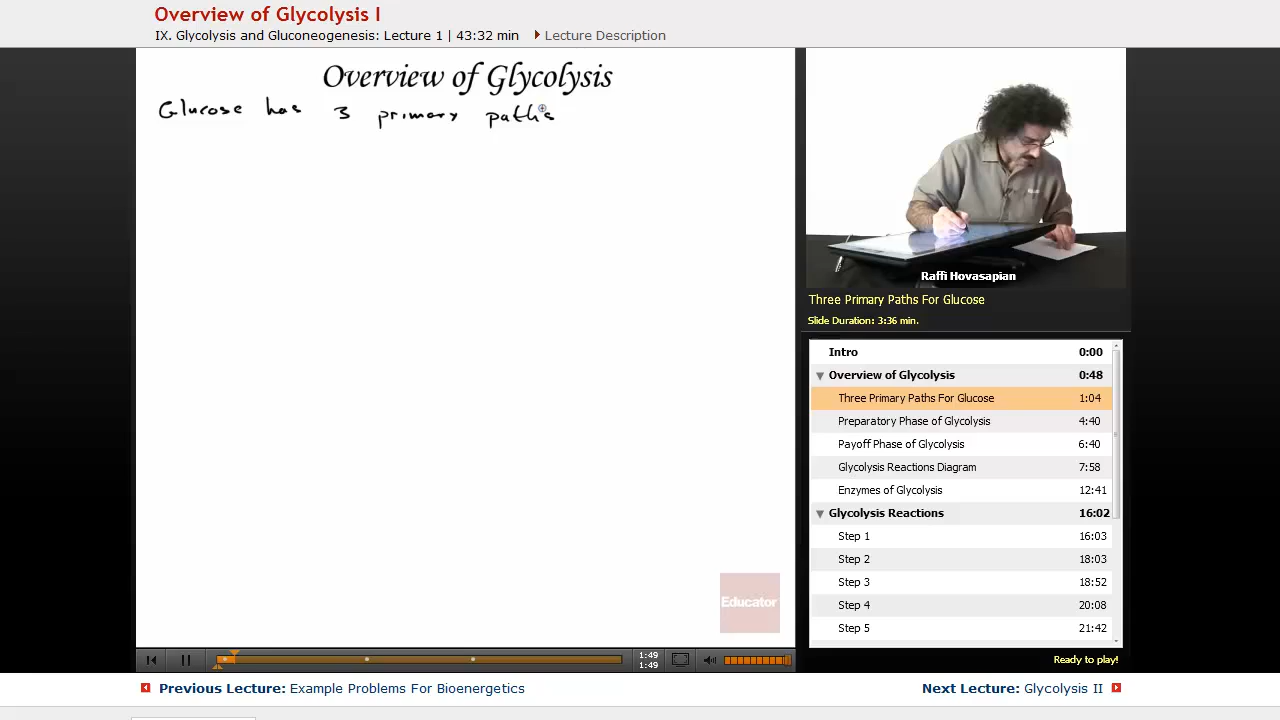 Overview of Glycolysis I
IX. Glycolysis and Gluconeogenesis: Lecture 1 | 43:32 min Lecture Description
Overview of Glycolysis
Glucose has 3 primary paths
Educator
Raffi Hovasapian
Three Primary Paths For Glucose
Slide Duration: 3:36 min.
Intro 0:00
Overview of Glycolysis 0:48
Three Primary Paths For Glucose 1:04
Preparatory Phase of Glycolysis 4:40
Payoff Phase of Glycolysis 6:40
Glycolysis Reactions Diagram 7:58
Enzymes of Glycolysis 12:41
Glycolysis Reactions 16:02
Step 1 16:03
Step 2 18:03
Step 3 18:52
Step 4 20:08
Step 5 21:42
1:49
1:49
Ready to play!
Previous Lecture: Example Problems For Bioenergetics
Next Lecture: Glycolysis II